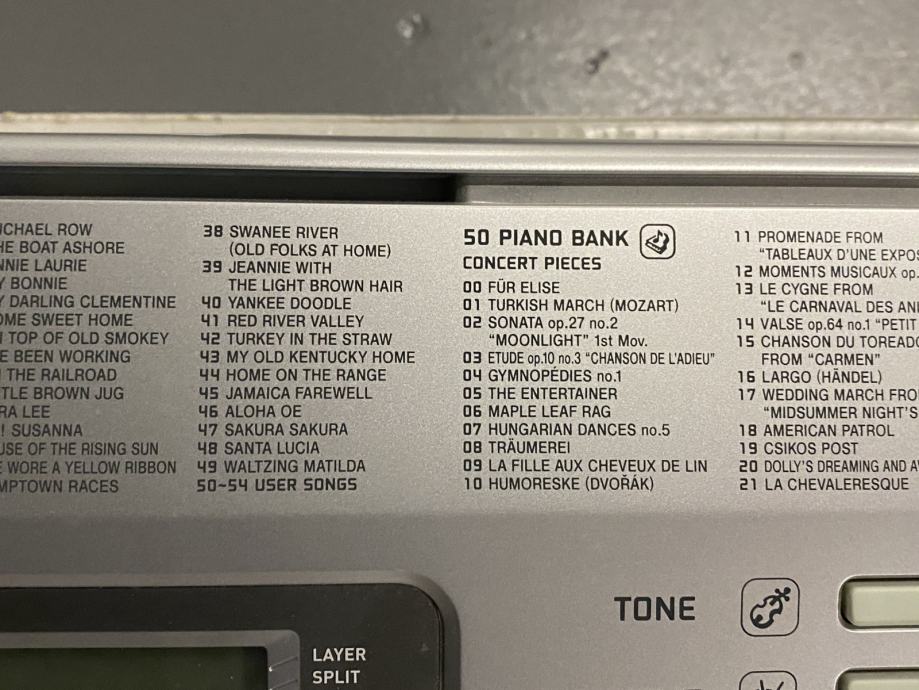 ICHAEL ROW
HE BOAT ASHORE
NNIE LAURIE
Y BONNIE
Y DARLING CLEMENTINE
OME SWEET HOME
N TOP OF OLD SMOKEY
E BEEN WORKING
THE RAILROAD
TLE BROWN JUG
RA LEE
! SUSANNA
USE OF THE RISING SUN
E WORE A YELLOW RIBBON
MPTOWN RACES
38 SWANEE RIVER
(OLD FOLKS AT HOME)
39 JEANNIE WITH
THE LIGHT BROWN HAIR
40 YANKEE DOODLE
41 RED RIVER VALLEY
42 TURKEY IN THE STRAW
43 MY OLD KENTUCKY HOME
44 HOME ON THE RANGE
45 JAMAICA FAREWELL
46 ALOHA OE
47 SAKURA SAKURA
48 SANTA LUCIA
49 WALTZING MATILDA
50~54 USER SONGS
50 PIANO BANK
CONCERT PIECES
00 FÜR ELISE
01 TURKISH MARCH (MOZART)
02 SONATA op.27 no.2
"MOONLIGHT" 1st Mov.
03 ETUDE op.10 no.3 "CHANSON DE L'ADIEU"
04 GYMNOPÉDIES no.1
05 THE ENTERTAINER
06 MAPLE LEAF RAG
07 HUNGARIAN DANCES no.5
08 TRÄUMEREI
09 LA FILLE AUX CHEVEUX DE LIN
10 HUMORESKE (DVOŘÁK)
11 PROMENADE FROM
"TABLEAUX D'UNE EXPOS
12 MOMENTS MUSICAUX op.
13 LE CYGNE FROM
"LE CARNAVAL DES ANI
14 VALSE op.64 no.1 "PETIT
15 CHANSON DU TOREADO
FROM "CARMEN"
16 LARGO (HÄNDEL)
17 WEDDING MARCH FRO
"MIDSUMMER NIGHT'S
18 AMERICAN PATROL
19 CSIKOS POST
20 DOLLY'S DREAMING AND A
21 LA CHEVALERESQUE
TONE
LAYER
SPLIT